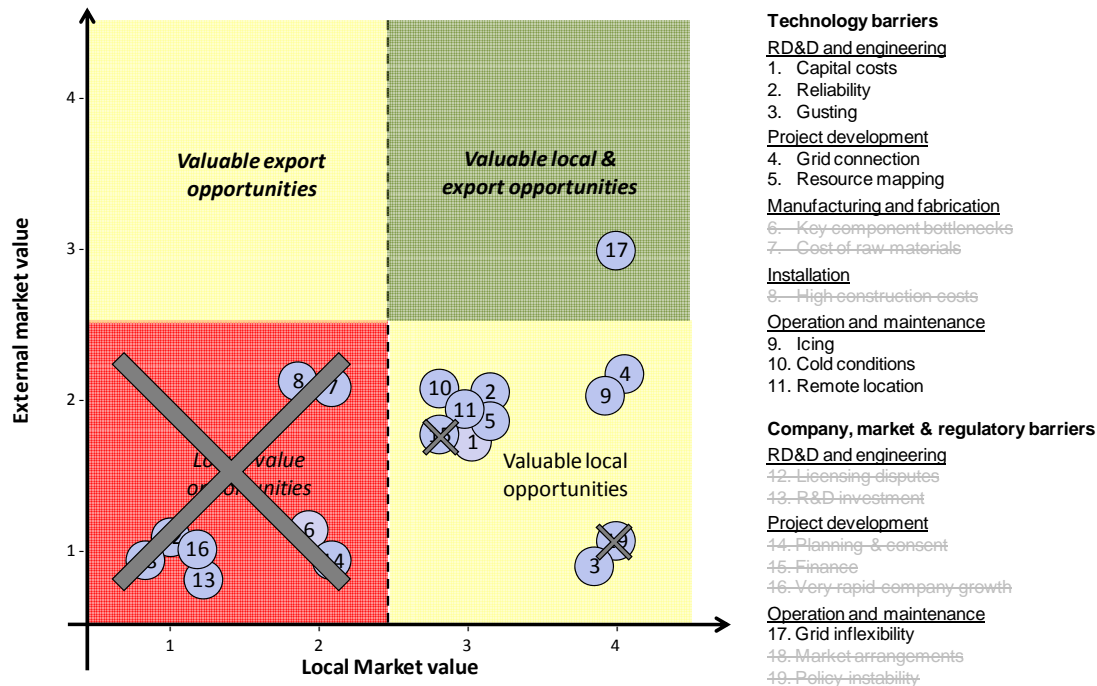 External market value
4
3
2
1
Valuable export
opportunities
Valuable local &
export opportunities
17
8
7
value
6
16
13
10
2
11
5
1
4
9
Valuable local
opportunities
3
1
2
3
4
Local Market value
Technology barriers
RD&D and engineering
1. Capital costs
2. Reliability
3. Gusting
Project development
4. Grid connection
5. Resource mapping
Manufacturing and fabrication
6. Key component bottlenecks
7. Cost of raw materials
Installation
8. High construction costs
Operation and maintenance
9. Icing
10. Cold conditions
11. Remote location
Company, market & regulatory barriers
RD&D and engineering
12. Licensing disputes
13. R&D investment
Project development
14. Planning & consent
15. Finance
16. Very rapid company growth
Operation and maintenance
17. Grid inflexibility
18. Market arrangements
19. Policy instability